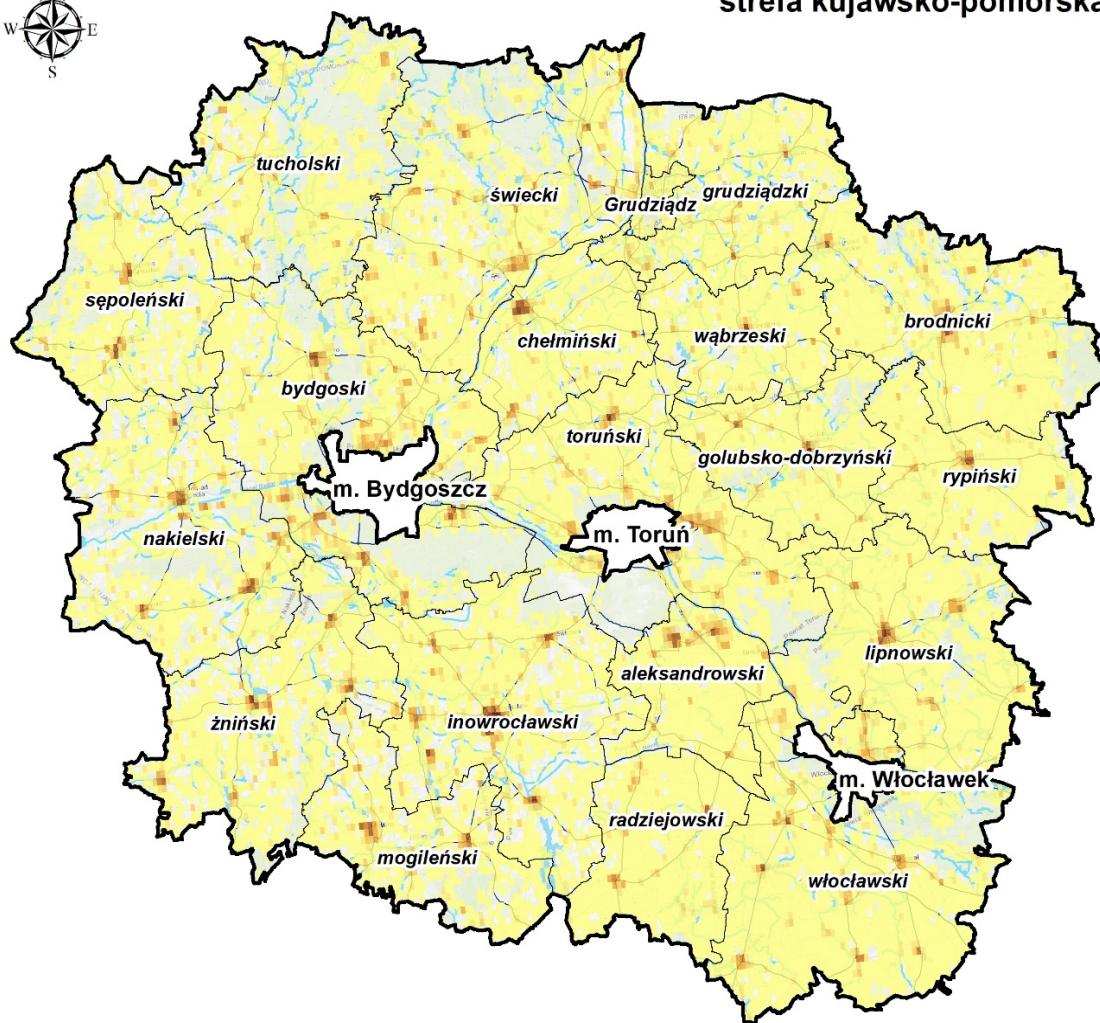 strefa kujawsko-pomorska
W
E
S
tucholski
świecki
Grudziądz
grudziądzki
sępoleński
brodnicki
chełmiński
wąbrzeski
bydgoski
toruński
golubsko-dobrzyński
rypiński
m. Bydgoszcz
nakielski
m. Toruń
lipnowski
aleksandrowski
żniński
inowrocławski
m. Włocławek
radziejowski
mogileński
włocławski